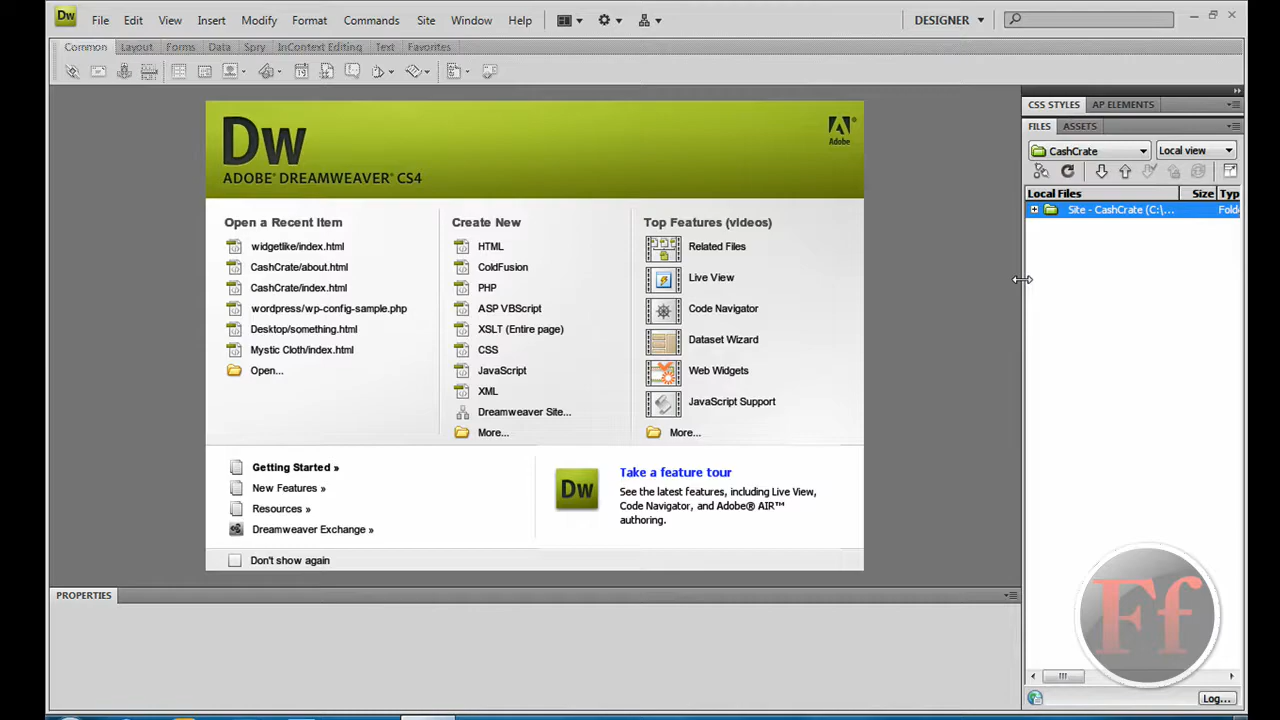 Dw File Edit View Insert Modify Format Commands Site Window Help DESIGNER
Common Layout Forms Data Spry InContext Editing Text Favorites
CSS STYLES AP ELEMENTS
FILES ASSETS
CashCrate Local view
Local Files Size Typ
Site - CashCrate (C:\... Folde
Dw
ADOBE® DREAMWEAVER® CS4
Adobe®
Open a Recent Item
widgetlike/index.html
CashCrate/about.html
CashCrate/index.html
wordpress/wp-config-sample.php
Desktop/something.html
Mystic Cloth/index.html
Open...
Create New
HTML
ColdFusion
PHP
ASP VBScript
XSLT (Entire page)
CSS
JavaScript
XML
Dreamweaver Site...
More...
Top Features (videos)
Related Files
Live View
Code Navigator
Dataset Wizard
Web Widgets
JavaScript Support
More...
Getting Started »
New Features »
Resources »
Dreamweaver Exchange »
Dw
Take a feature tour
See the latest features, including Live View,
Code Navigator, and Adobe® AIR™
authoring.
Don't show again
PROPERTIES
Ff
Log...